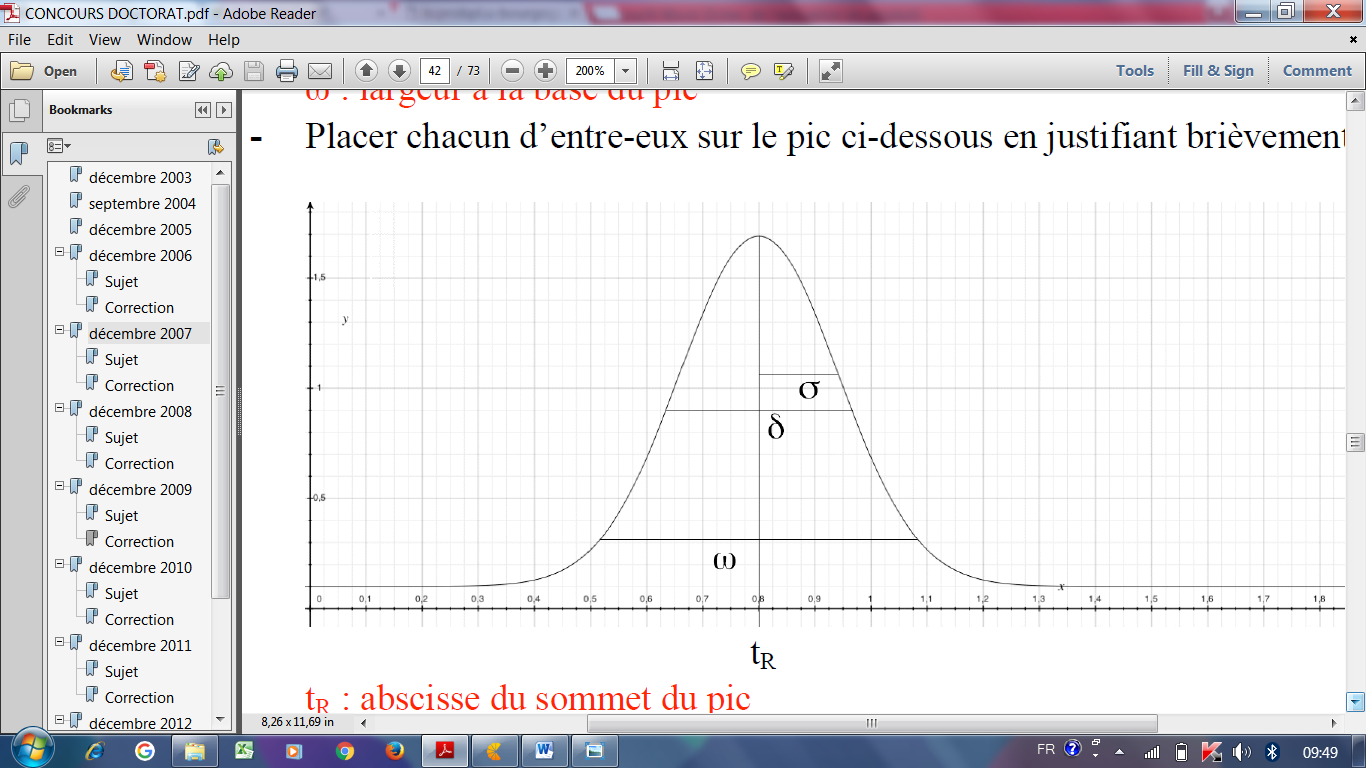 CONCOURS DOCTORAT.pdf - Adobe Reader
File Edit View Window Help
Open 42 / 73 200% Tools Fill & Sign Comment
Bookmarks
décembre 2003
septembre 2004
décembre 2005
décembre 2006
Sujet
Correction
décembre 2007
Sujet
Correction
décembre 2008
Sujet
Correction
décembre 2009
Sujet
Correction
décembre 2010
Sujet
Correction
décembre 2011
Sujet
Correction
décembre 2012
ω : largeur à la base du pic
- Placer chacun d’entre-eux sur le pic ci-dessous en justifiant brièvement
1,5
y
1
σ
δ
0,5
ω
x
0 0,1 0,2 0,3 0,4 0,5 0,6 0,7 0,8 0,9 1 1,1 1,2 1,3 1,4 1,5 1,6 1,7 1,8
tR
tR : abscisse du sommet du pic
8,26 x 11,69 in
FR 09:49